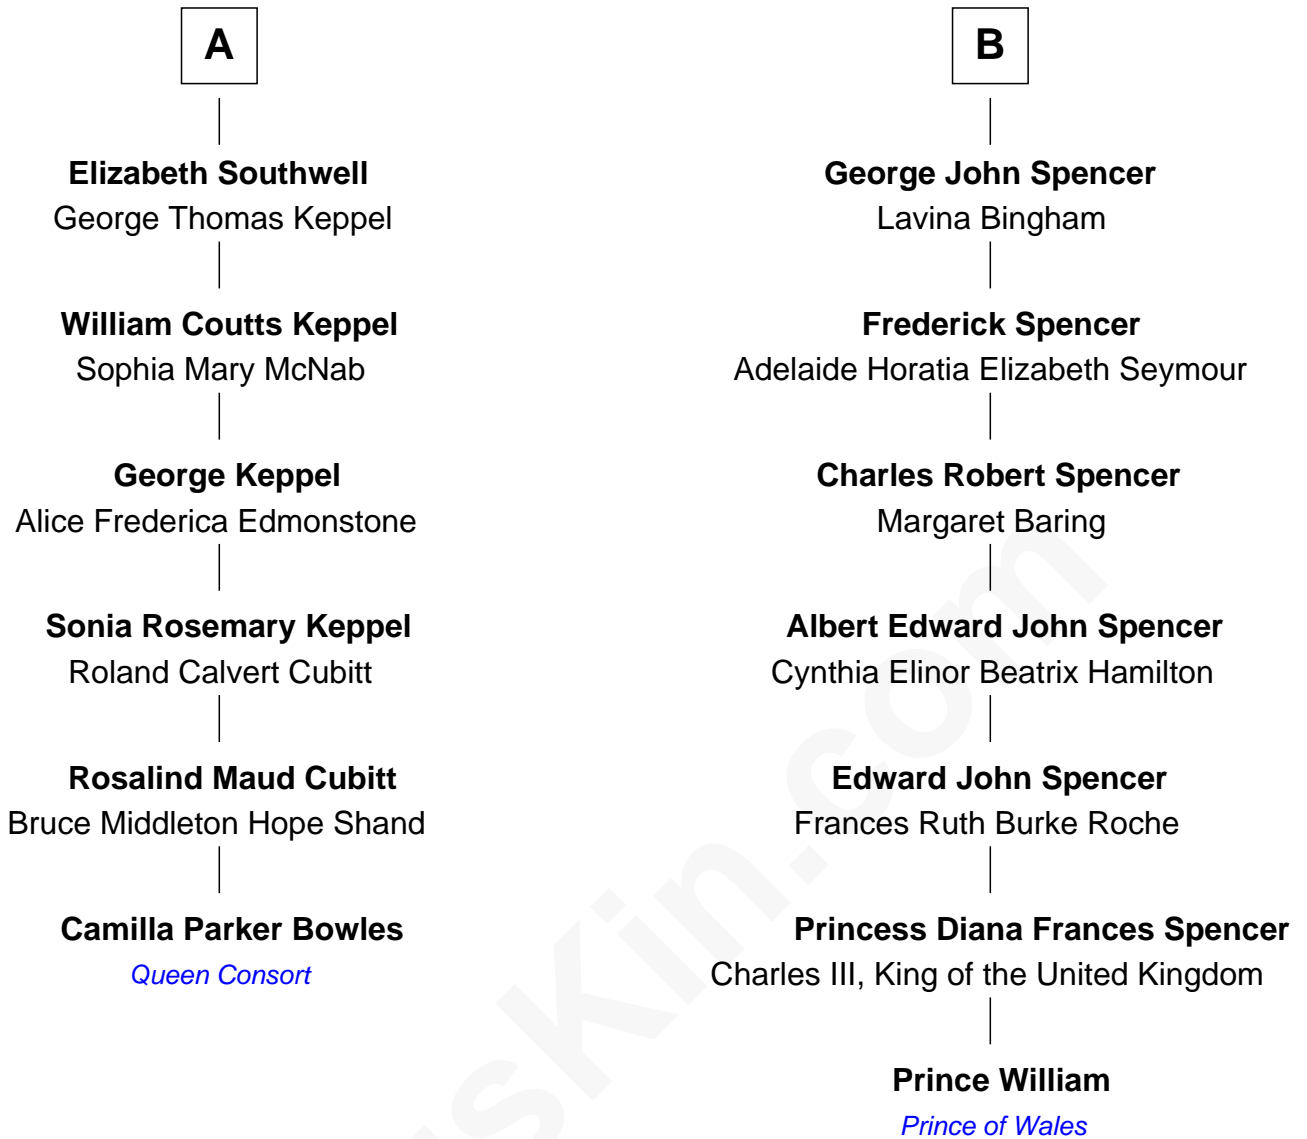 A
Elizabeth Southwell
George Thomas Keppel
William Coutts Keppel
Sophia Mary McNab
George Keppel
Alice Frederica Edmonstone
Sonia Rosemary Keppel
Roland Calvert Cubitt
Rosalind Maud Cubitt
Bruce Middleton Hope Shand
Camilla Parker Bowles
Queen Consort
B
George John Spencer
Lavina Bingham
Frederick Spencer
Adelaide Horatia Elizabeth Seymour
Charles Robert Spencer
Margaret Baring
Albert Edward John Spencer
Cynthia Elinor Beatrix Hamilton
Edward John Spencer
Frances Ruth Burke Roche
Princess Diana Frances Spencer
Charles III, King of the United Kingdom
Prince William
Prince of Wales
usKin.com